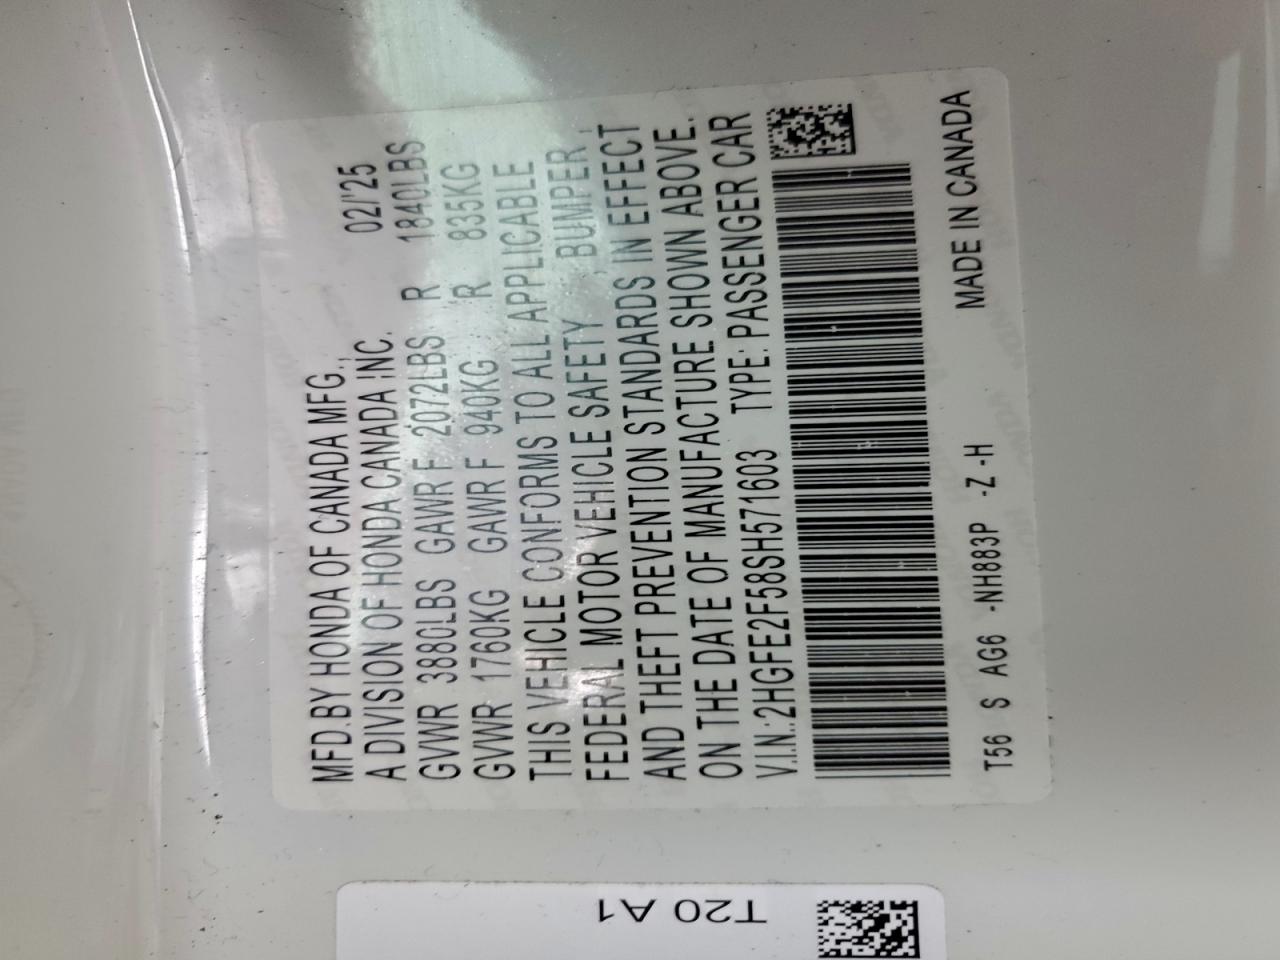 MFD.BY HONDA OF CANADA MFG.,
A DIVISION OF HONDA CANADA INC. 02/'25
GVWR 3880LBS GAWR F 2072LBS R 1840LBS
GVWR 1760KG GAWR F 940KG R 835KG
THIS VEHICLE CONFORMS TO ALL APPLICABLE
FEDERAL MOTOR VEHICLE SAFETY , BUMPER ,
AND THEFT PREVENTION STANDARDS IN EFFECT
ON THE DATE OF MANUFACTURE SHOWN ABOVE.
V.I.N.:2HGFE2F58SH571603 TYPE: PASSENGER CAR
T56 S AG6 -NH883P -Z -H MADE IN CANADA
T20 A1